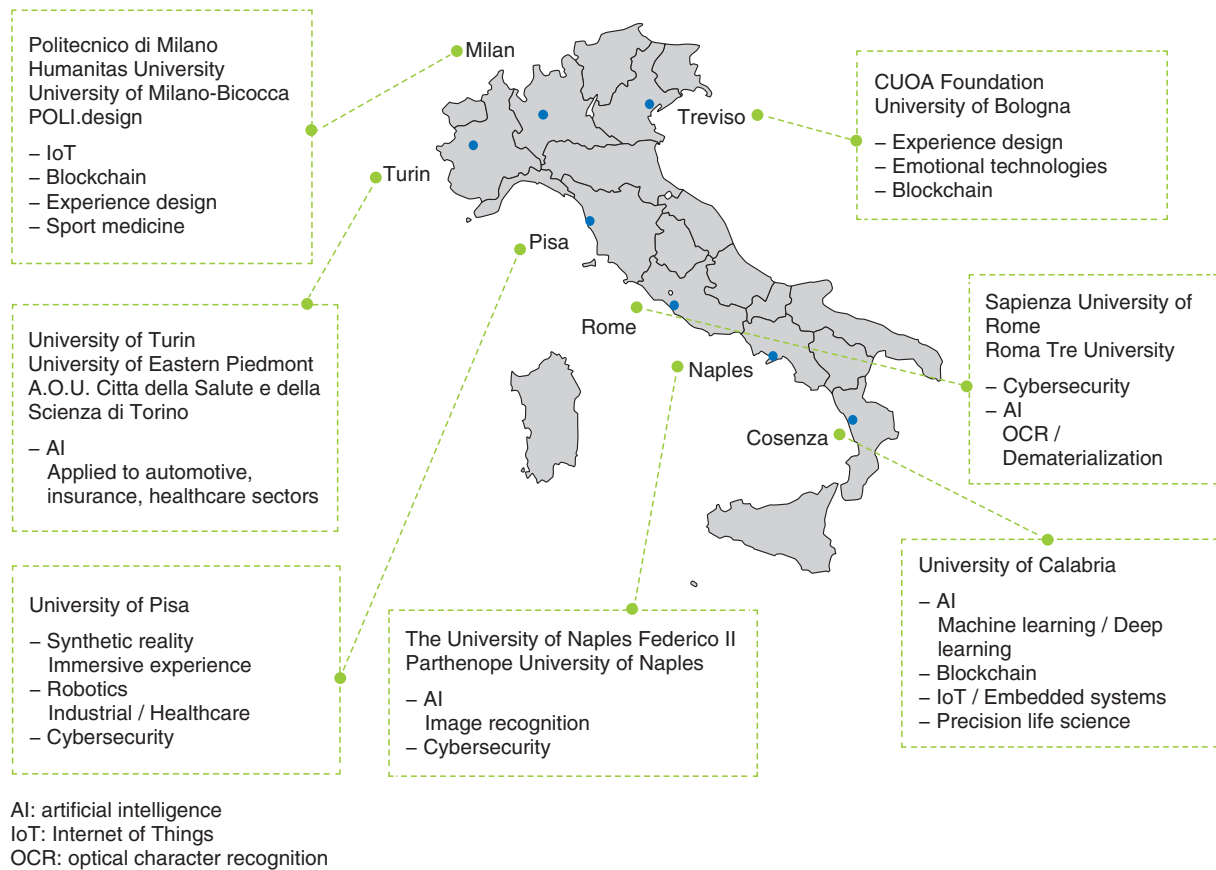 Politecnico di Milano
Humanitas University
University of Milano-Bicocca
POLI.design
– IoT
– Blockchain
– Experience design
– Sport medicine
Milan
Turin
Pisa
Rome
Naples
Cosenza
Treviso
CUOA Foundation
University of Bologna
– Experience design
– Emotional technologies
– Blockchain
University of Turin
University of Eastern Piedmont
A.O.U. Citta della Salute e della
Scienza di Torino
– AI
Applied to automotive,
insurance, healthcare sectors
Sapienza University of
Rome
Roma Tre University
– Cybersecurity
– AI
OCR /
Dematerialization
University of Pisa
– Synthetic reality
Immersive experience
– Robotics
Industrial / Healthcare
– Cybersecurity
The University of Naples Federico II
Parthenope University of Naples
– AI
Image recognition
– Cybersecurity
University of Calabria
– AI
Machine learning / Deep
learning
– Blockchain
– IoT / Embedded systems
– Precision life science
AI: artificial intelligence
IoT: Internet of Things
OCR: optical character recognition